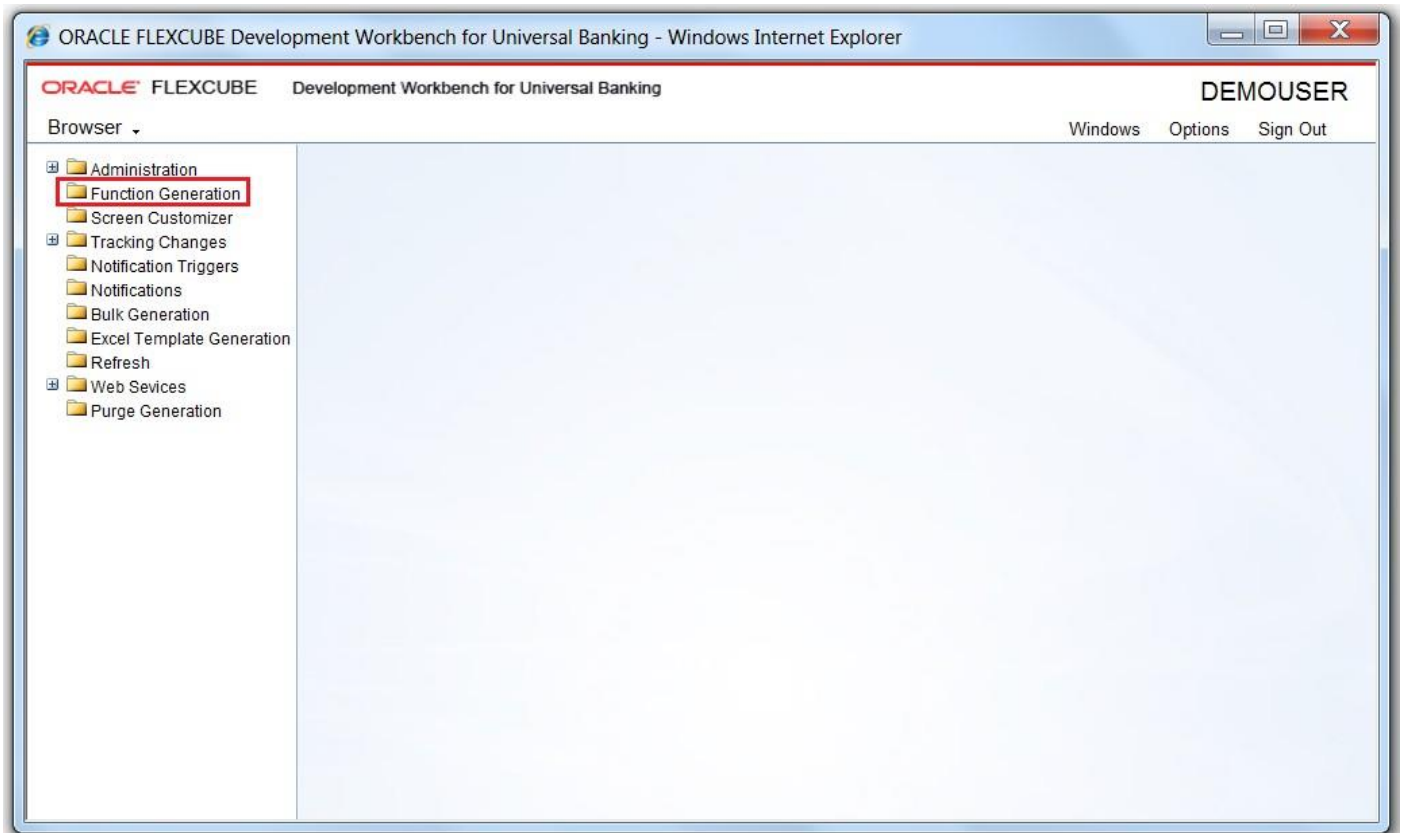 ORACLE FLEXCUBE Development Workbench for Universal Banking - Windows Internet Explorer
ORACLE FLEXCUBE Development Workbench for Universal Banking DEMOUSER
Browser Windows Options Sign Out
Administration
Function Generation
Screen Customizer
Tracking Changes
Notification Triggers
Notifications
Bulk Generation
Excel Template Generation
Refresh
Web Sevices
Purge Generation